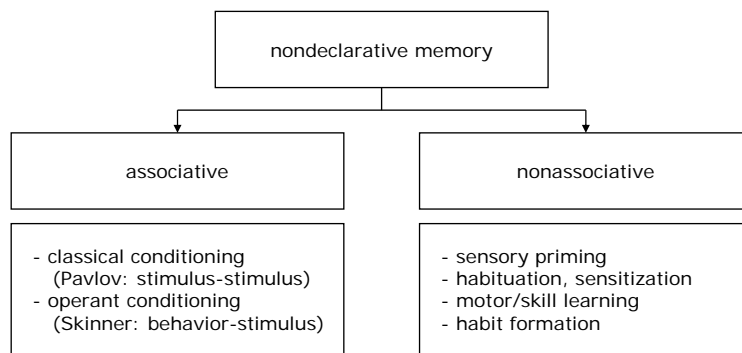 nondeclarative memory
associative
nonassociative
- classical conditioning
(Pavlov: stimulus-stimulus)
- operant conditioning
(Skinner: behavior-stimulus)
- sensory priming
- habituation, sensitization
- motor/skill learning
- habit formation